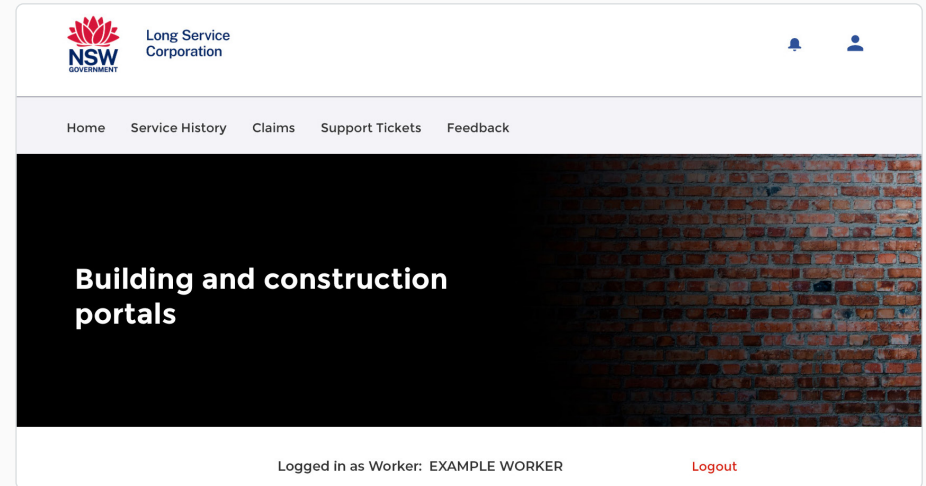 Long Service
Corporation
NSW
GOVERNMENT
Home Service History Claims Support Tickets Feedback
Building and construction
portals
Logged in as Worker: EXAMPLE WORKER Logout